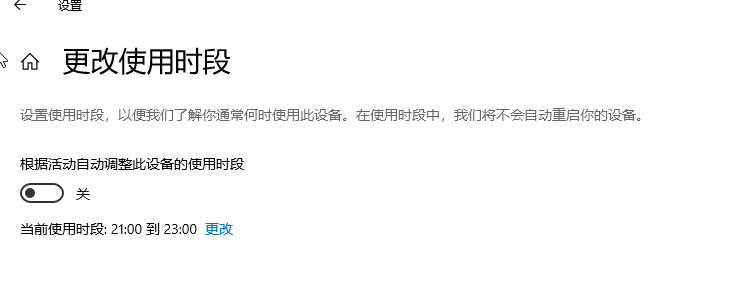 设置
更改使用时段
设置使用时段，以便我们了解你通常何时使用此设备。在使用时段中，我们将不会自动重启你的设备。
根据活动自动调整此设备的使用时段
关
当前使用时段: 21:00 到 23:00 更改